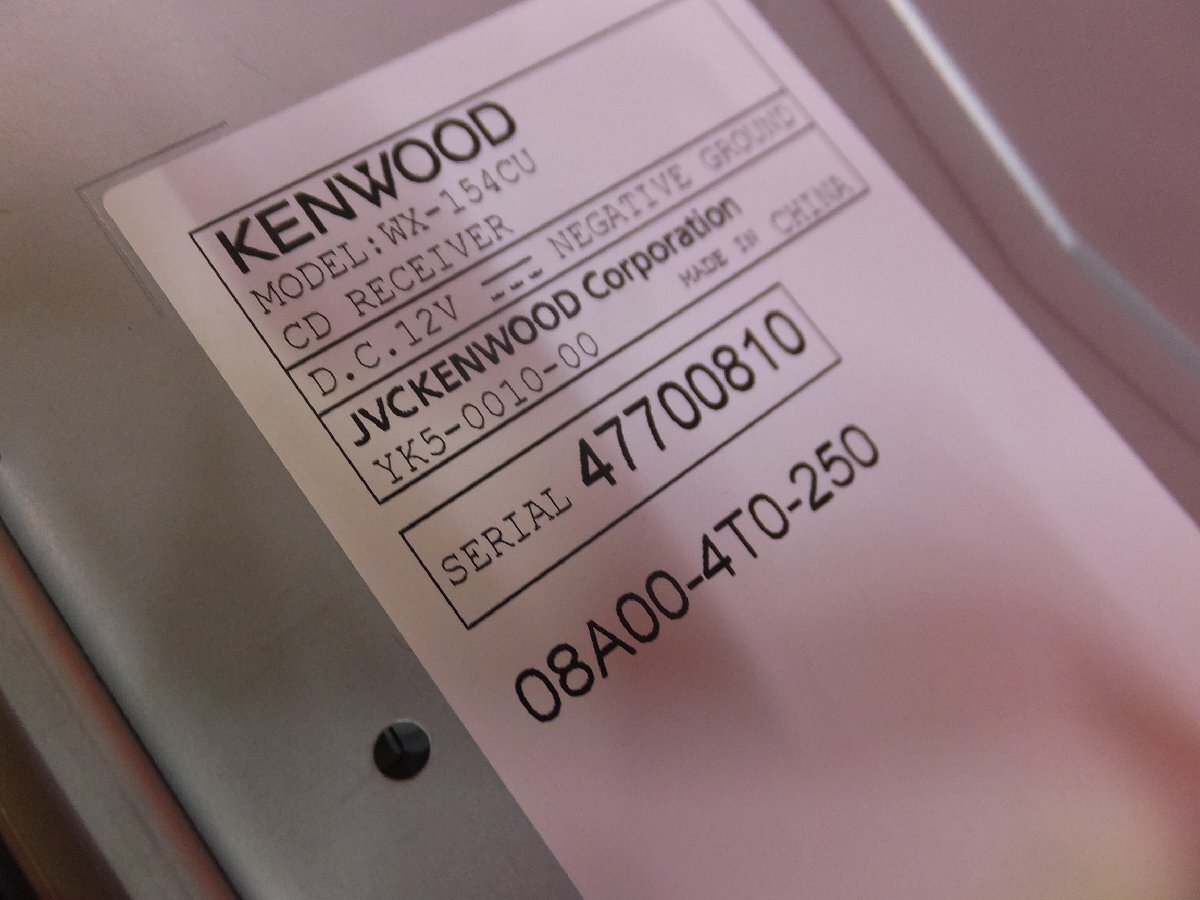 KENWOOD
MODEL:WX-154CU
CD RECEIVER
D.C.12V ⎓ NEGATIVE GROUND
JVCKENWOOD Corporation
YK5-0010-00 MADE IN CHINA
SERIAL 47700810
08A00-4T0-250